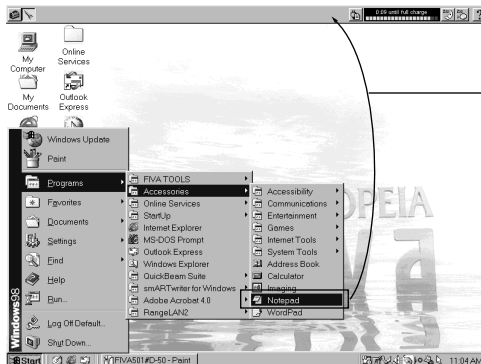 0:09 until full charge
My Computer
Online Services
My Documents
Outlook Express
Windows Update
Paint
Programs
Favorites
Documents
Settings
Find
Help
Run...
Log Off Default...
Shut Down...
Windows98
FIVA TOOLS
Accessories
Online Services
StartUp
Internet Explorer
MS-DOS Prompt
Outlook Express
Windows Explorer
QuickBeam Suite
smARTwriter for Windows
Adobe Acrobat 4.0
RangeLAN2
Accessibility
Communications
Entertainment
Games
Internet Tools
System Tools
Address Book
Calculator
Imaging
Notepad
WordPad
OPEIA
Start
FIVA501#D-50 - Paint
11:04 AM